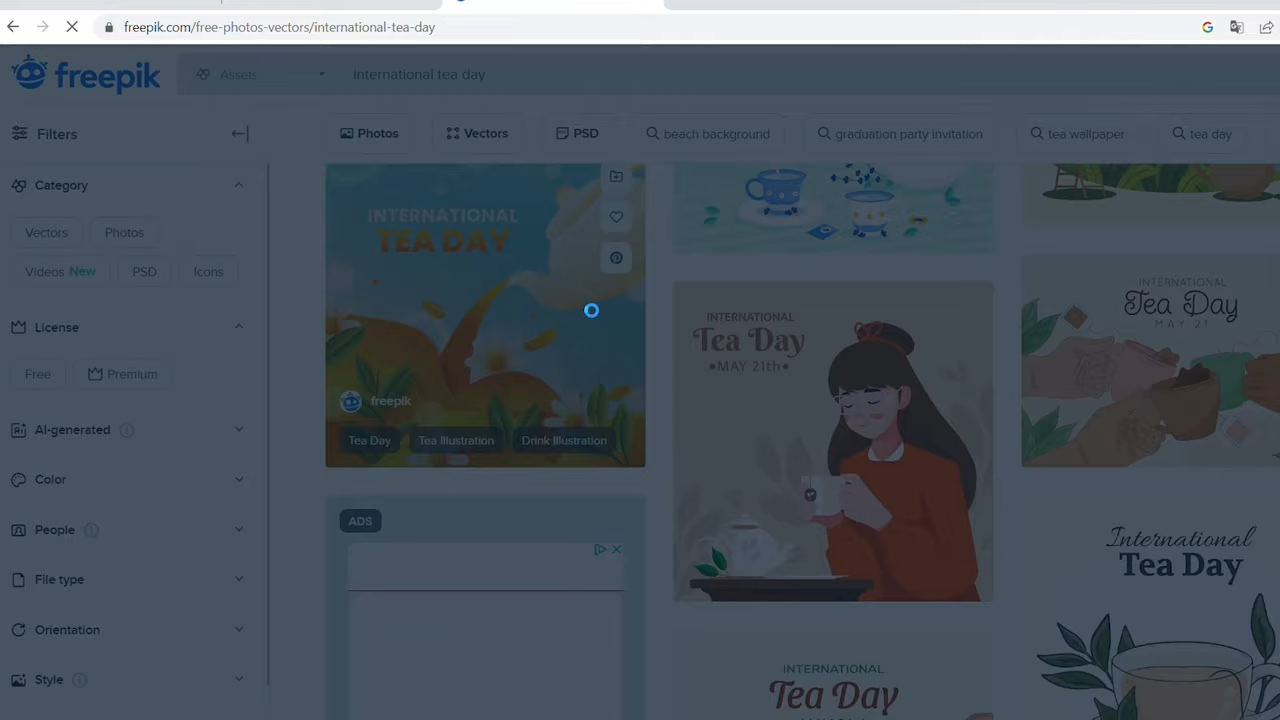 freepik.com/free-photos-vectors/international-tea-day
freepik
Assets
International tea day
Filters
Photos
Vectors
PSD
beach background
graduation party invitation
tea wallpaper
tea day
Category
Vectors
Photos
Videos New
PSD
Icons
License
Free
Premium
AI-generated
Color
People
File type
Orientation
Style
INTERNATIONAL
TEA DAY
freepik
Tea Day
Tea Illustration
Drink Illustration
ADS
INTERNATIONAL
Tea Day
•MAY 21th•
INTERNATIONAL
Tea Day
INTERNATIONAL
Tea Day
MAY 21
International
Tea Day